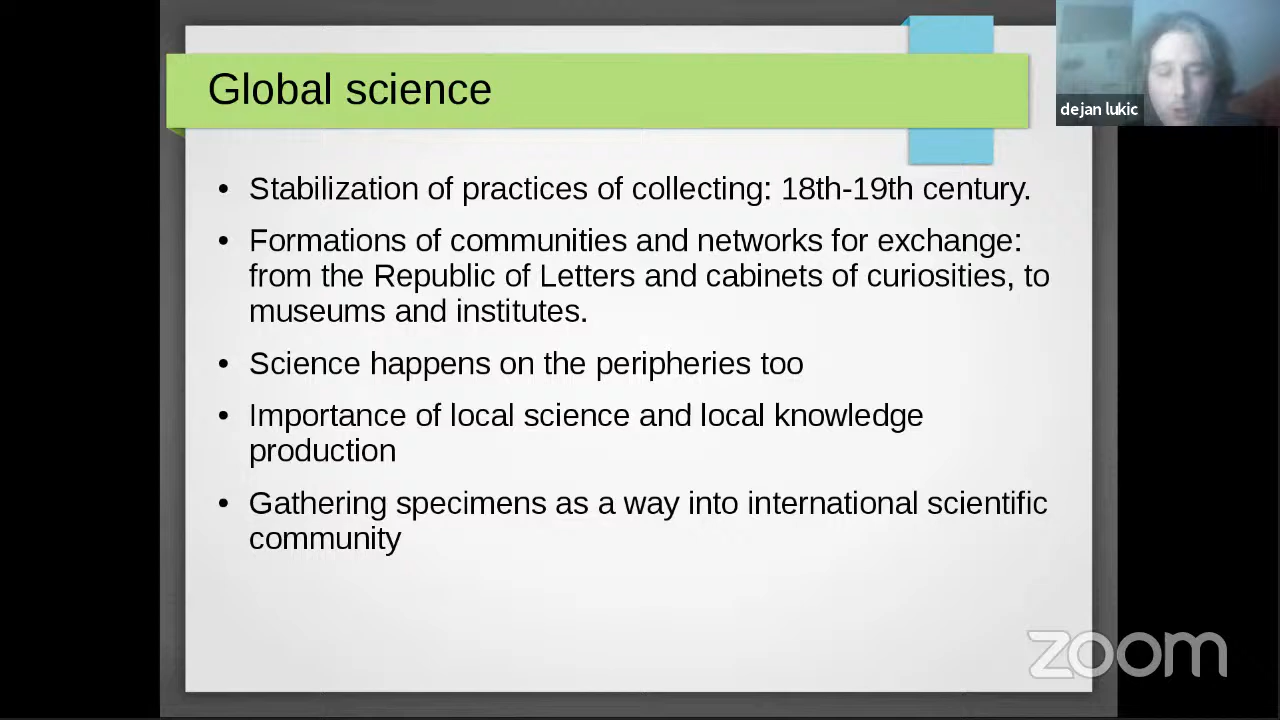 Global science
dejan lukic
• Stabilization of practices of collecting: 18th-19th century.
• Formations of communities and networks for exchange:
from the Republic of Letters and cabinets of curiosities, to
museums and institutes.
• Science happens on the peripheries too
• Importance of local science and local knowledge
production
• Gathering specimens as a way into international scientific
community
zoom